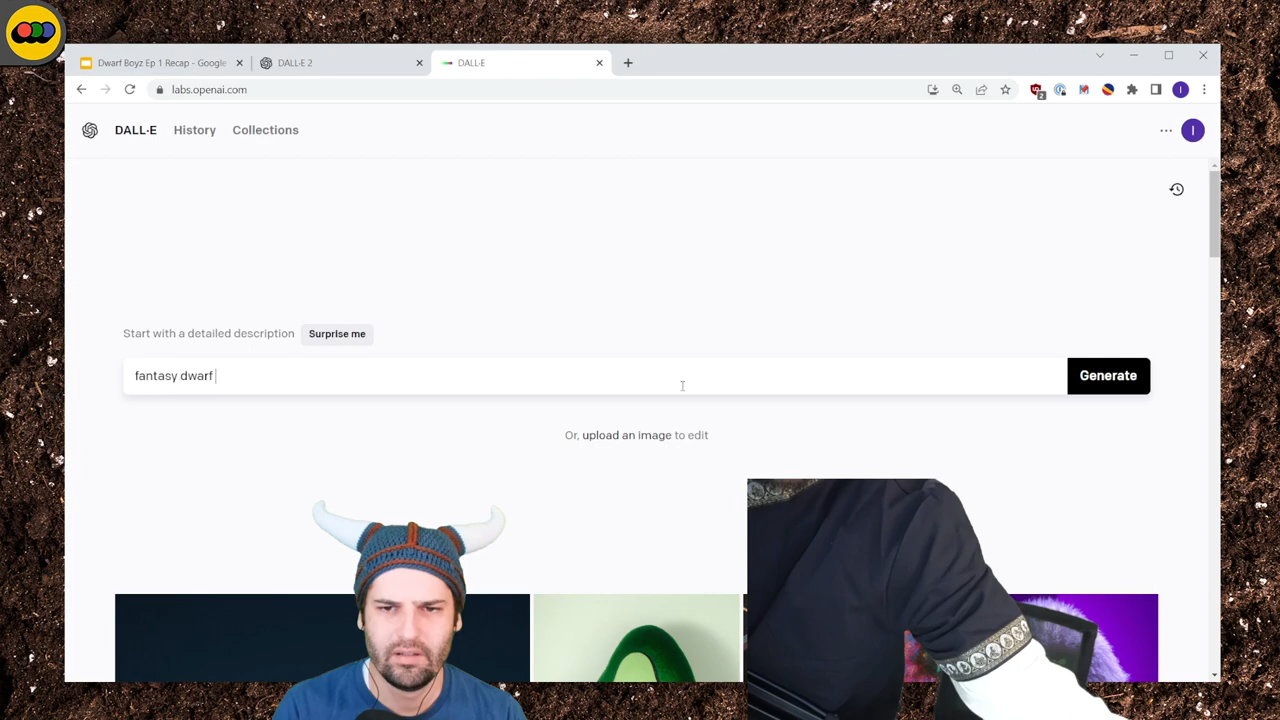 Dwarf Boyz Ep 1 Recap - Google
DALL·E 2
DALL·E
labs.openai.com
2
I
DALL·E
History
Collections
I
Start with a detailed description
Surprise me
fantasy dwarf
Generate
Or, upload an image to edit